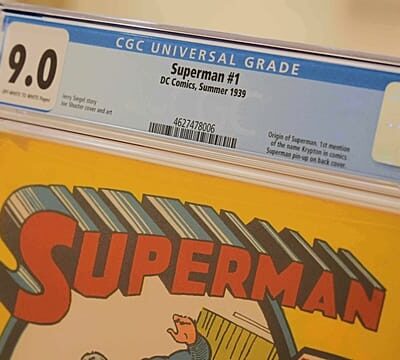 CGC UNIVERSAL GRADE
9.0
OFF-WHITE TO WHITE Pages
Superman #1
DC Comics, Summer 1939
Jerry Siegel story
Joe Shuster cover and art
4627478006
Origin of Superman. 1st mention
of the name Krypton in comics
Superman pin-up on back cover.
SUPERMAN